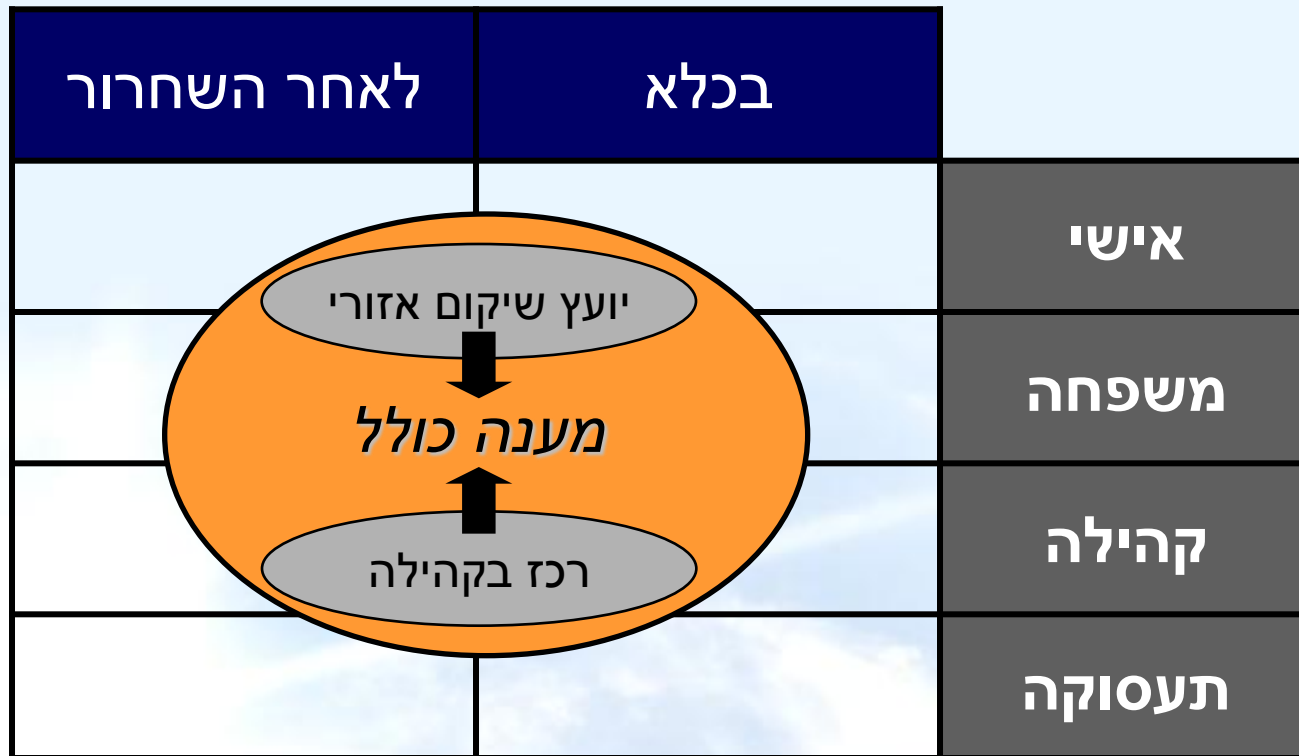 בכלא
לאחר השחרור
אישי
יועץ שיקום אזורי
משפחה
מענה כולל
קהילה
רכז בקהילה
תעסוקה